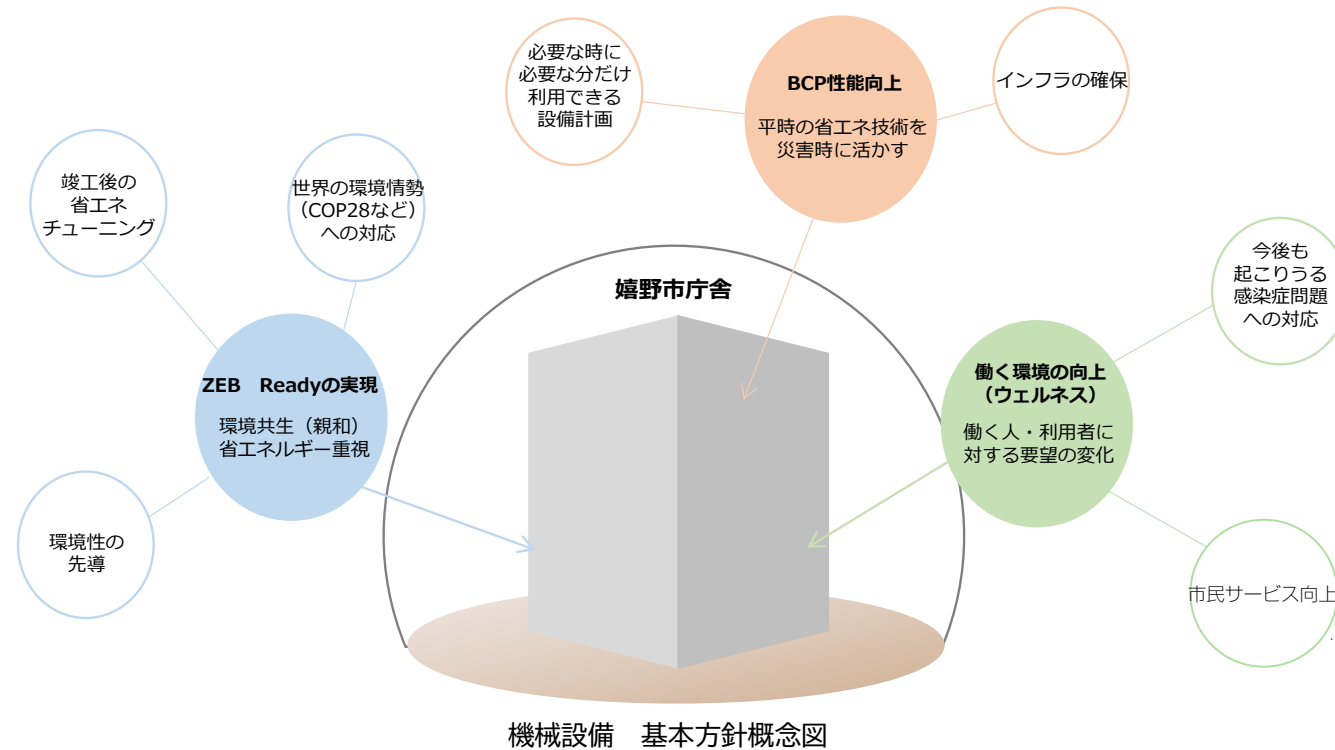 必要な時に
必要な分だけ
利用できる
設備計画
BCP性能向上
平時の省エネ技術を
災害時に活かす
インフラの確保
竣工後の
省エネ
チューニング
世界の環境情勢
（COP28など）
への対応
ZEB　Readyの実現
環境共生（親和）
省エネルギー重視
環境性の
先導
嬉野市庁舎
今後も
起こりうる
感染症問題
への対応
働く環境の向上
（ウェルネス）
働く人・利用者に
対する要望の変化
市民サービス向上
機械設備　基本方針概念図